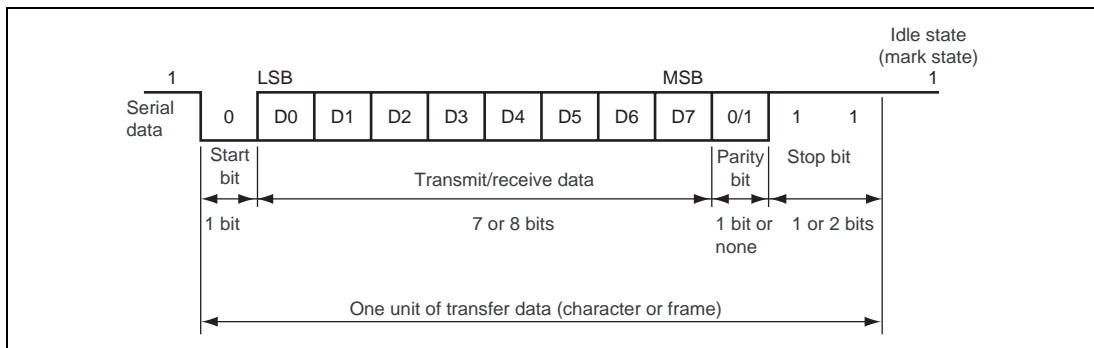 Idle state
(mark state)
1 LSB MSB 1
Serial
data
0 D0 D1 D2 D3 D4 D5 D6 D7 0/1 1 1
Start
bit
Transmit/receive data
Parity
bit
Stop bit
1 bit
7 or 8 bits
1 bit or
none
1 or 2 bits
One unit of transfer data (character or frame)